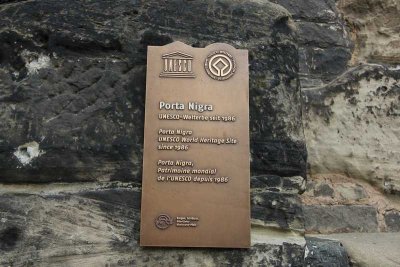 UNESCO
Porta Nigra
UNESCO-Welterbe seit 1986
Porta Nigra
UNESCO World Heritage Site
since 1986
Porta Nigra,
Patrimoine mondial
de l'UNESCO depuis 1986